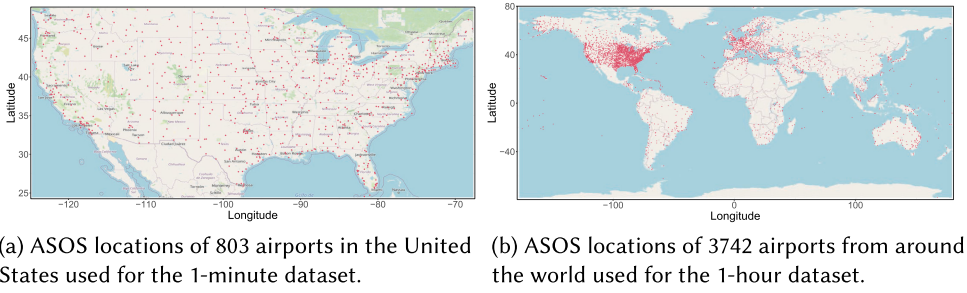 45
40
35
30
25
Latitude
−120
−110
−100
−90
−80
−70
Longitude
80
40
0
−40
Latitude
−100
0
100
Longitude
(a) ASOS locations of 803 airports in the United
States used for the 1-minute dataset.
(b) ASOS locations of 3742 airports from around
the world used for the 1-hour dataset.